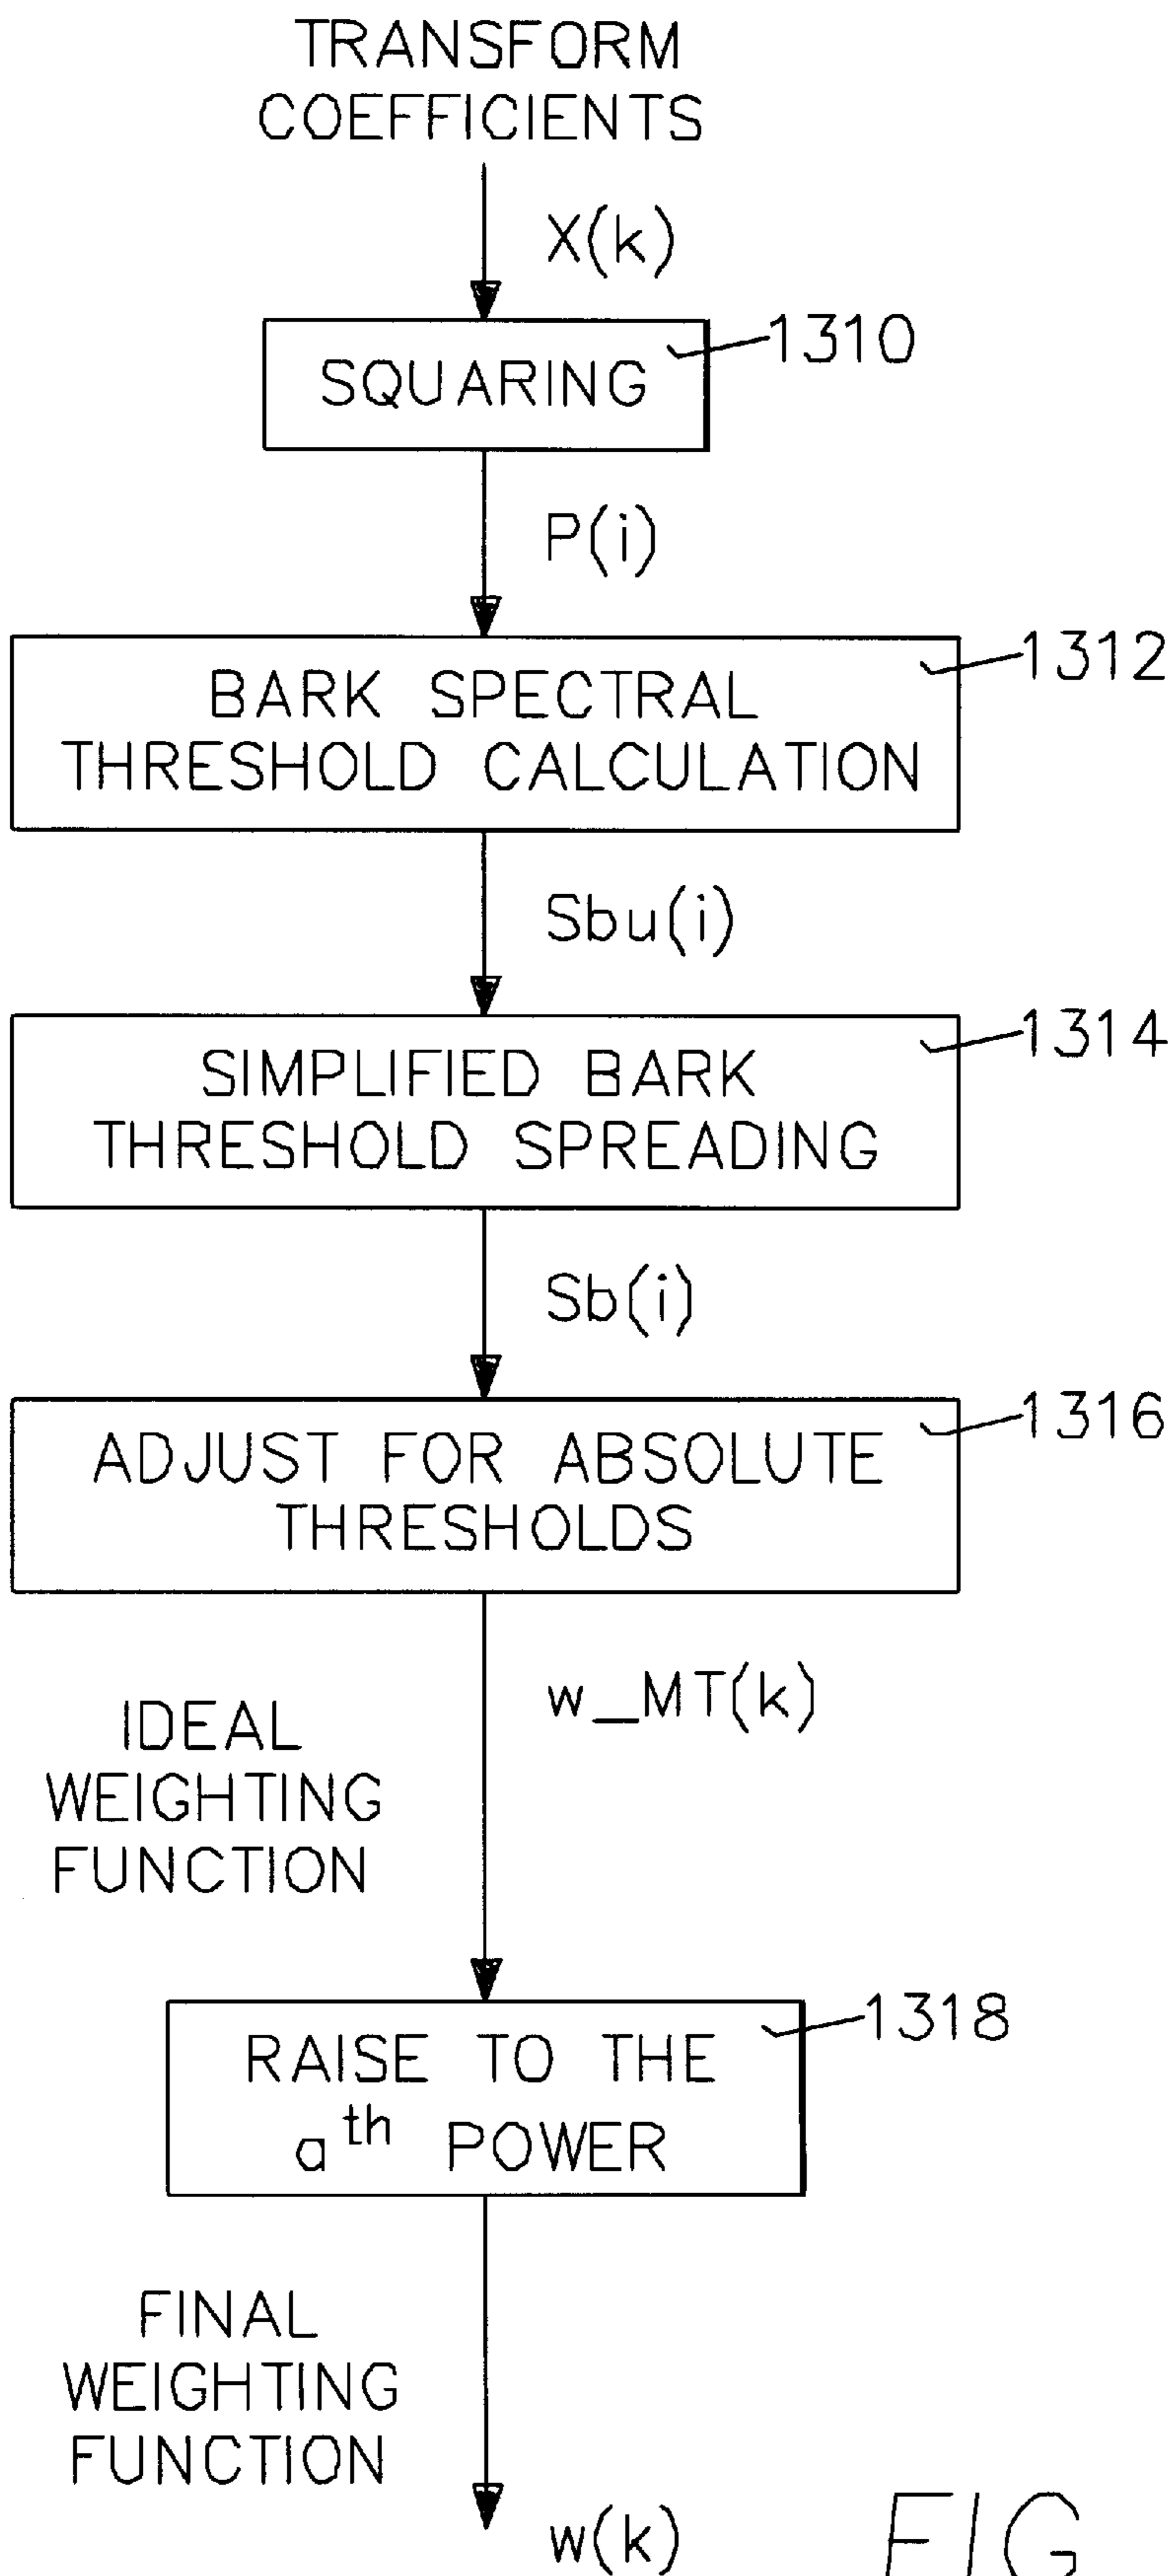 TRANSFORM
COEFFICIENTS
X(k)
1310
SQUARING
P(i)
1312
BARK SPECTRAL
THRESHOLD CALCULATION
Sbu(i)
1314
SIMPLIFIED BARK
THRESHOLD SPREADING
Sb(i)
1316
ADJUST FOR ABSOLUTE
THRESHOLDS
w_MT(k)
IDEAL
WEIGHTING
FUNCTION
1318
RAISE TO THE
a^th POWER
FINAL
WEIGHTING
FUNCTION
w(k)
FIG